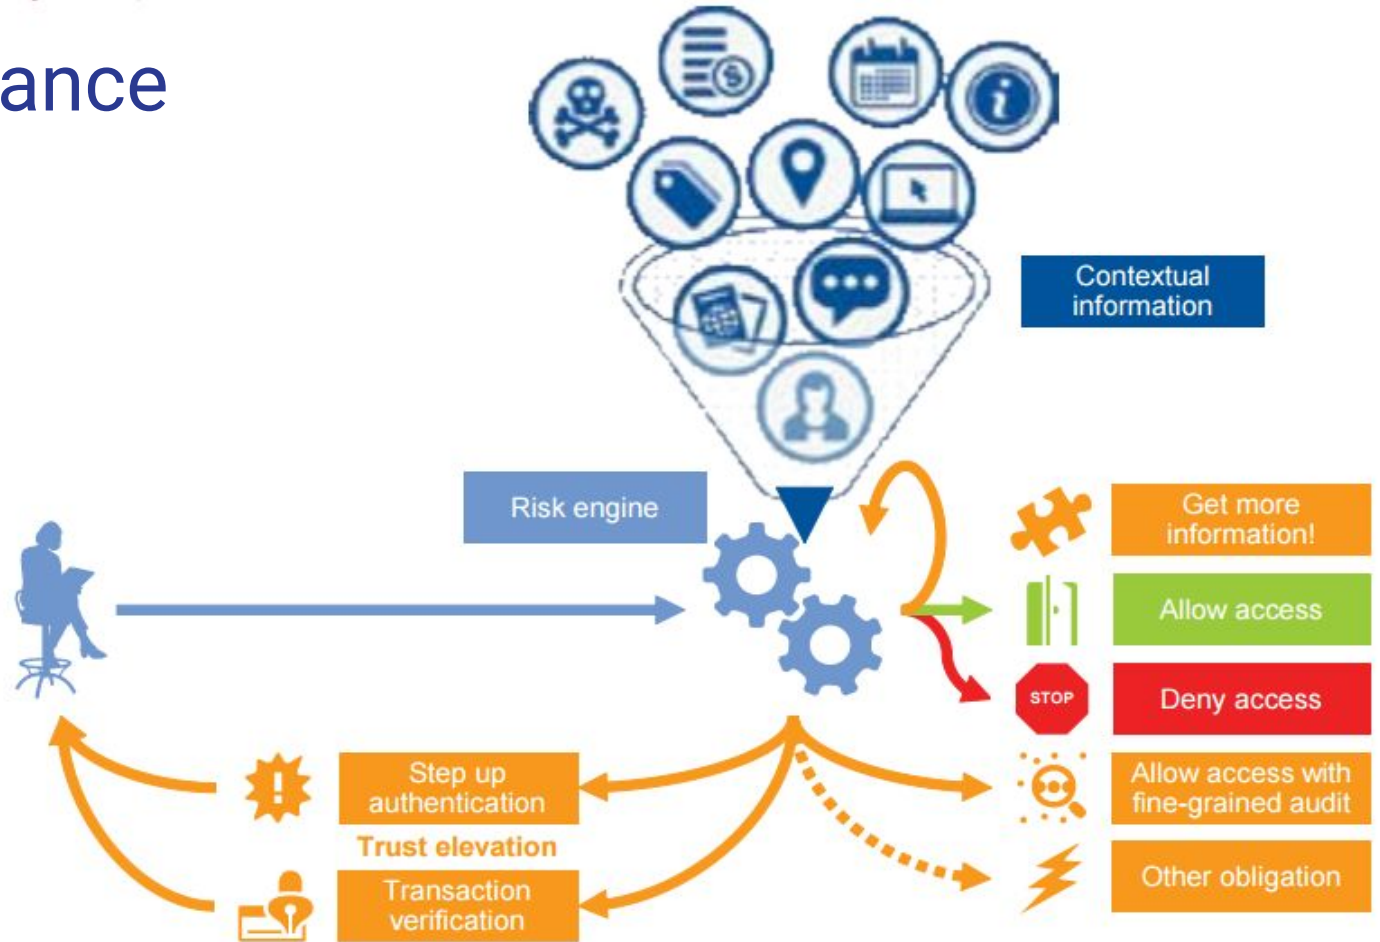 ance
Contextual
information
Risk engine
Get more
information!
Allow access
STOP
Deny access
Step up
authentication
Allow access with
fine-grained audit
Trust elevation
Transaction
verification
Other obligation